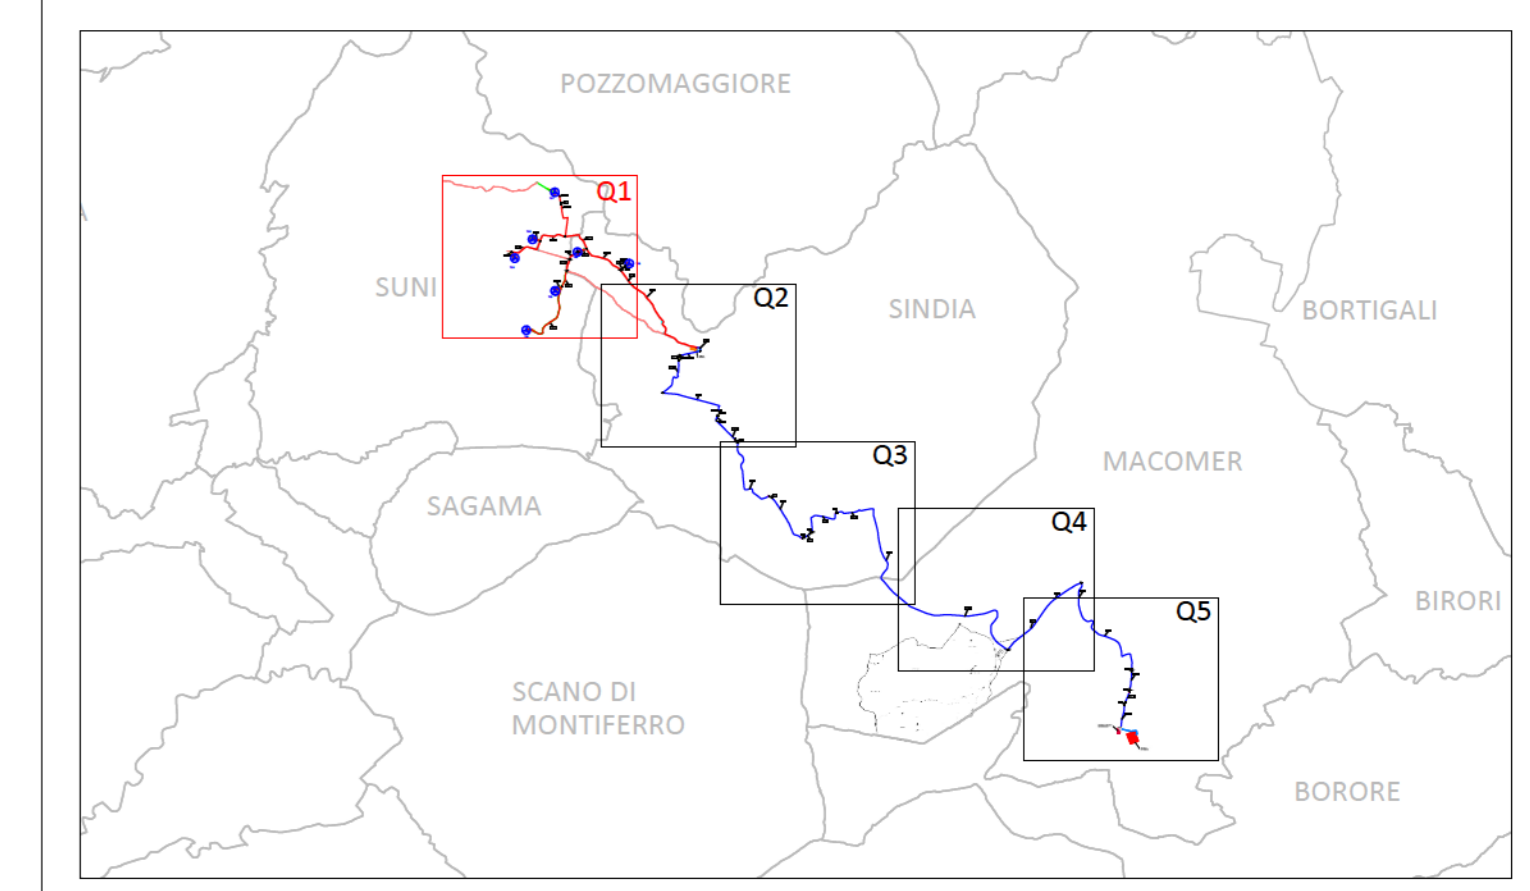 POZZOMAGGIORE
Q1
SUNI
Q2
SINDIA
BORTIGALI
Q3
MACOMER
SAGAMA
Q4
BIRORI
Q5
SCANO DI
MONTIFERRO
BORORE